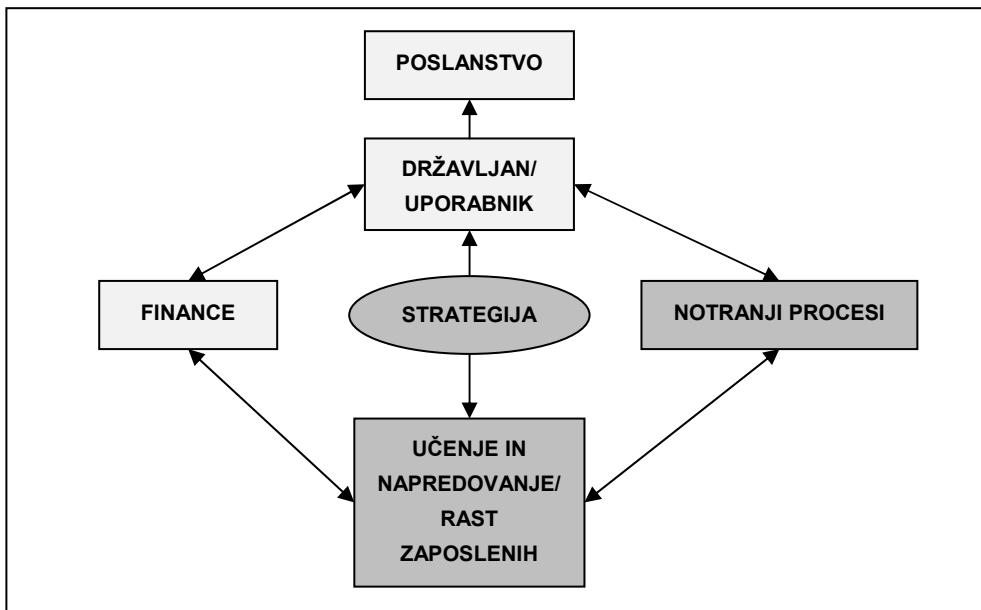 POSLANSTVO
DRŽAVLJAN/
UPORABNIK
FINANCE
STRATEGIJA
NOTRANJI PROCESI
UČENJE IN
NAPREDOVANJE/
RAST
ZAPOSLENIH